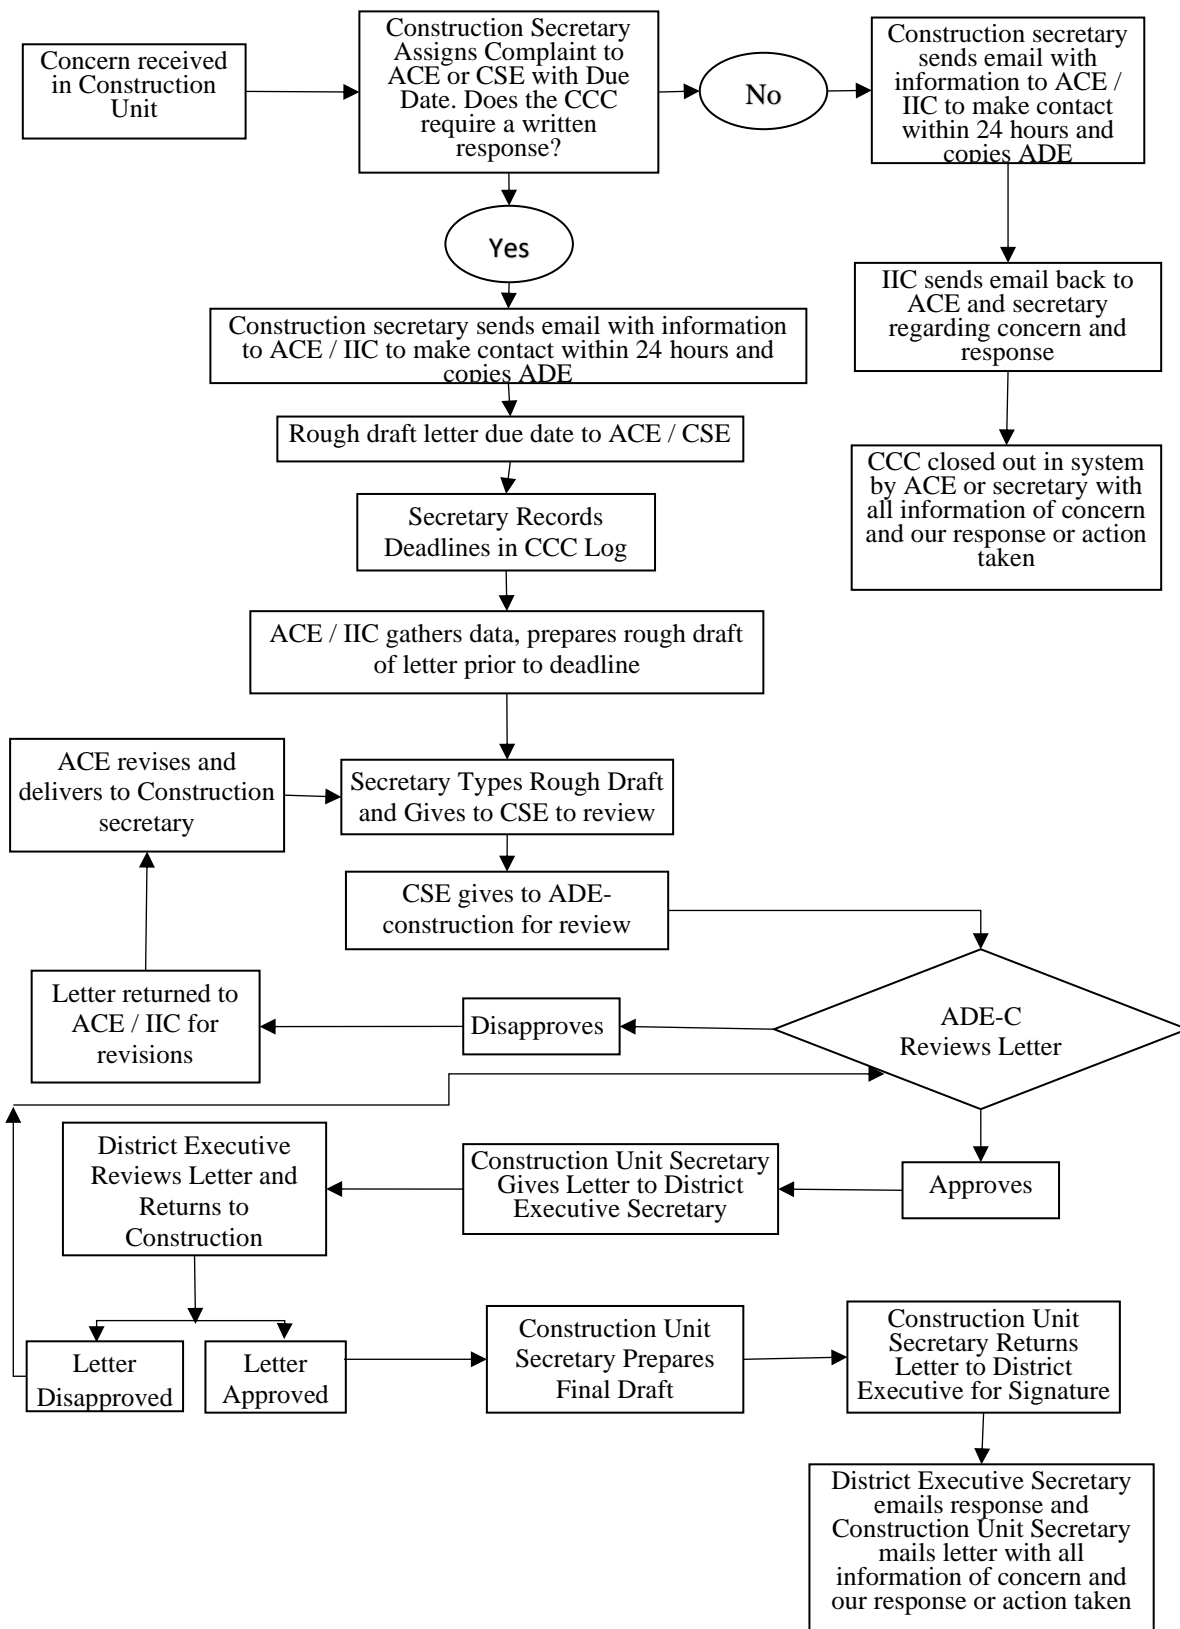 Concern received
in Construction
Unit
Construction Secretary
Assigns Complaint to
ACE or CSE with Due
Date. Does the CCC
require a written
response?
No
Construction secretary
sends email with
information to ACE /
IIC to make contact
within 24 hours and
copies ADE
Yes
IIC sends email back to
ACE and secretary
regarding concern and
response
Construction secretary sends email with information
to ACE / IIC to make contact within 24 hours and
copies ADE
Rough draft letter due date to ACE / CSE
CCC closed out in system
by ACE or secretary with
all information of concern
and our response or action
taken
Secretary Records
Deadlines in CCC Log
ACE / IIC gathers data, prepares rough draft
of letter prior to deadline
ACE revises and
delivers to Construction
secretary
Secretary Types Rough Draft
and Gives to CSE to review
CSE gives to ADE-
construction for review
Letter returned to
ACE / IIC for
revisions
Disapproves
ADE-C
Reviews Letter
District Executive
Reviews Letter and
Returns to
Construction
Construction Unit Secretary
Gives Letter to District
Executive Secretary
Approves
Letter
Disapproved
Letter
Approved
Construction Unit
Secretary Prepares
Final Draft
Construction Unit
Secretary Returns
Letter to District
Executive for Signature
District Executive Secretary
emails response and
Construction Unit Secretary
mails letter with all
information of concern and
our response or action taken